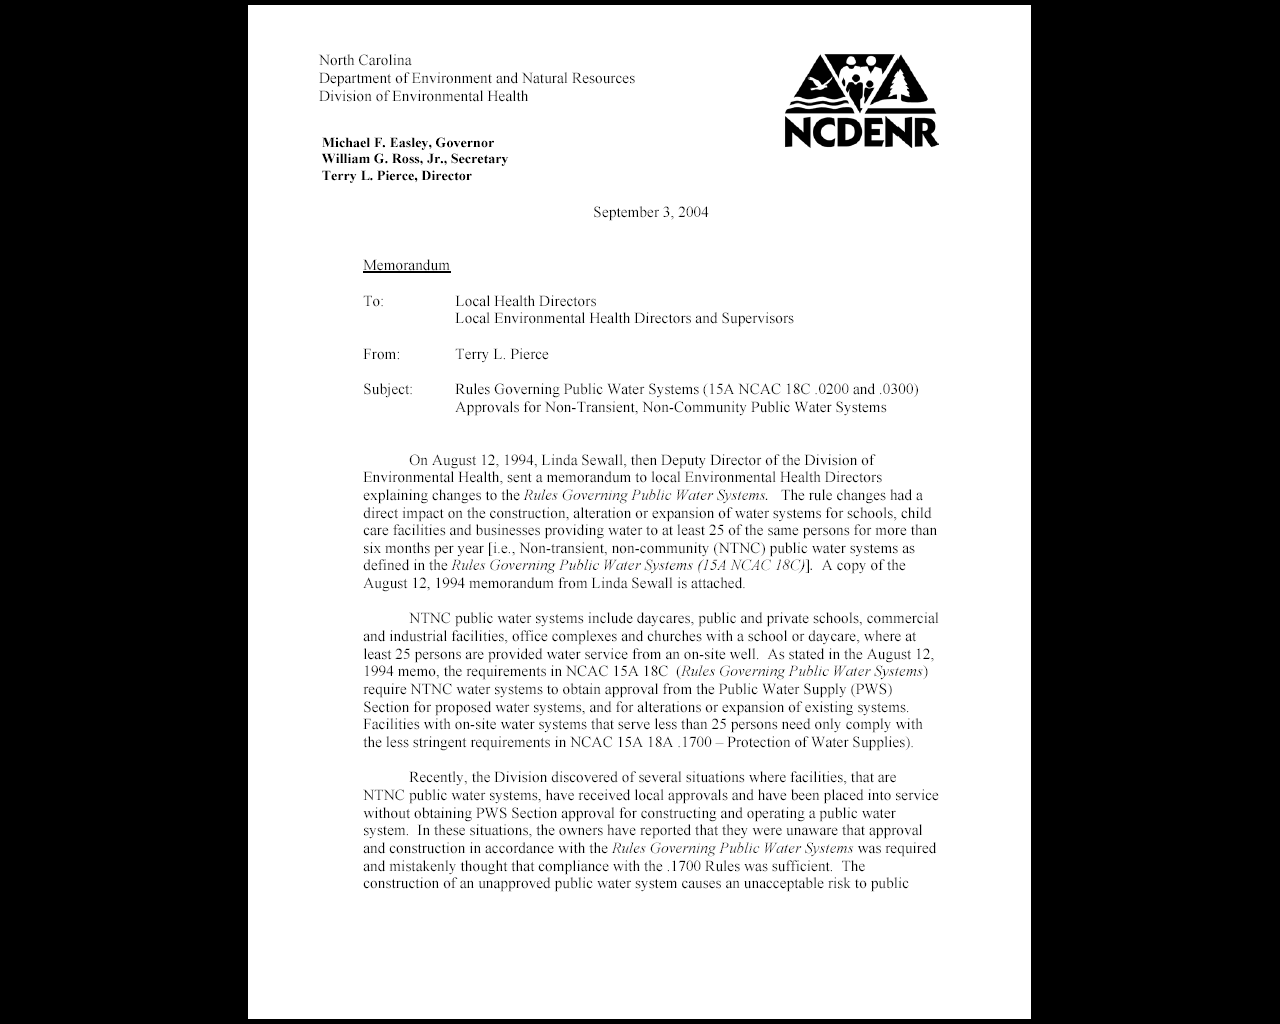 North Carolina
Department of Environment and Natural Resources
Division of Environmental Health
NCDENR
Michael F. Easley, Governor
William G. Ross, Jr., Secretary
Terry L. Pierce, Director
September 3, 2004
Memorandum
To: Local Health Directors
Local Environmental Health Directors and Supervisors
From: Terry L. Pierce
Subject: Rules Governing Public Water Systems (15A NCAC 18C .0200 and .0300)
Approvals for Non-Transient, Non-Community Public Water Systems
On August 12, 1994, Linda Sewall, then Deputy Director of the Division of
Environmental Health, sent a memorandum to local Environmental Health Directors
explaining changes to the Rules Governing Public Water Systems. The rule changes had a
direct impact on the construction, alteration or expansion of water systems for schools, child
care facilities and businesses providing water to at least 25 of the same persons for more than
six months per year [i.e., Non-transient, non-community (NTNC) public water systems as
defined in the Rules Governing Public Water Systems (15A NCAC 18C)]. A copy of the
August 12, 1994 memorandum from Linda Sewall is attached.
NTNC public water systems include daycares, public and private schools, commercial
and industrial facilities, office complexes and churches with a school or daycare, where at
least 25 persons are provided water service from an on-site well. As stated in the August 12,
1994 memo, the requirements in NCAC 15A 18C (Rules Governing Public Water Systems)
require NTNC water systems to obtain approval from the Public Water Supply (PWS)
Section for proposed water systems, and for alterations or expansion of existing systems.
Facilities with on-site water systems that serve less than 25 persons need only comply with
the less stringent requirements in NCAC 15A 18A .1700 – Protection of Water Supplies).
Recently, the Division discovered of several situations where facilities, that are
NTNC public water systems, have received local approvals and have been placed into service
without obtaining PWS Section approval for constructing and operating a public water
system. In these situations, the owners have reported that they were unaware that approval
and construction in accordance with the Rules Governing Public Water Systems was required
and mistakenly thought that compliance with the .1700 Rules was sufficient. The
construction of an unapproved public water system causes an unacceptable risk to public